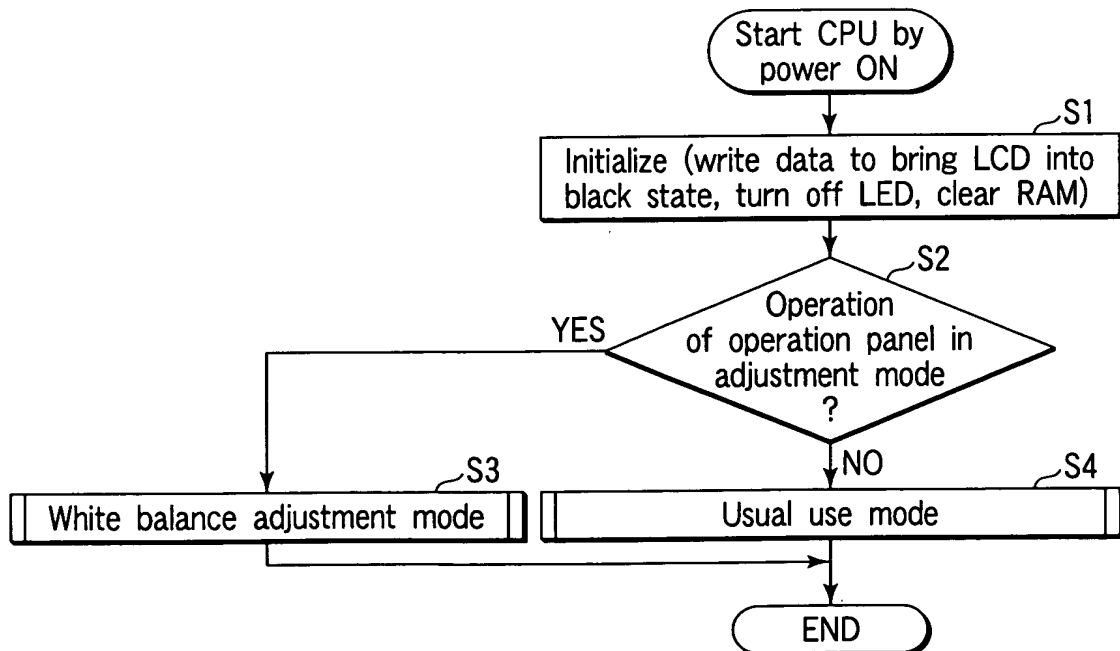 Start CPU by
power ON
S1
Initialize (write data to bring LCD into
black state, turn off LED, clear RAM)
S2
Operation
of operation panel in
adjustment mode
?
YES
NO
S3
White balance adjustment mode
S4
Usual use mode
END